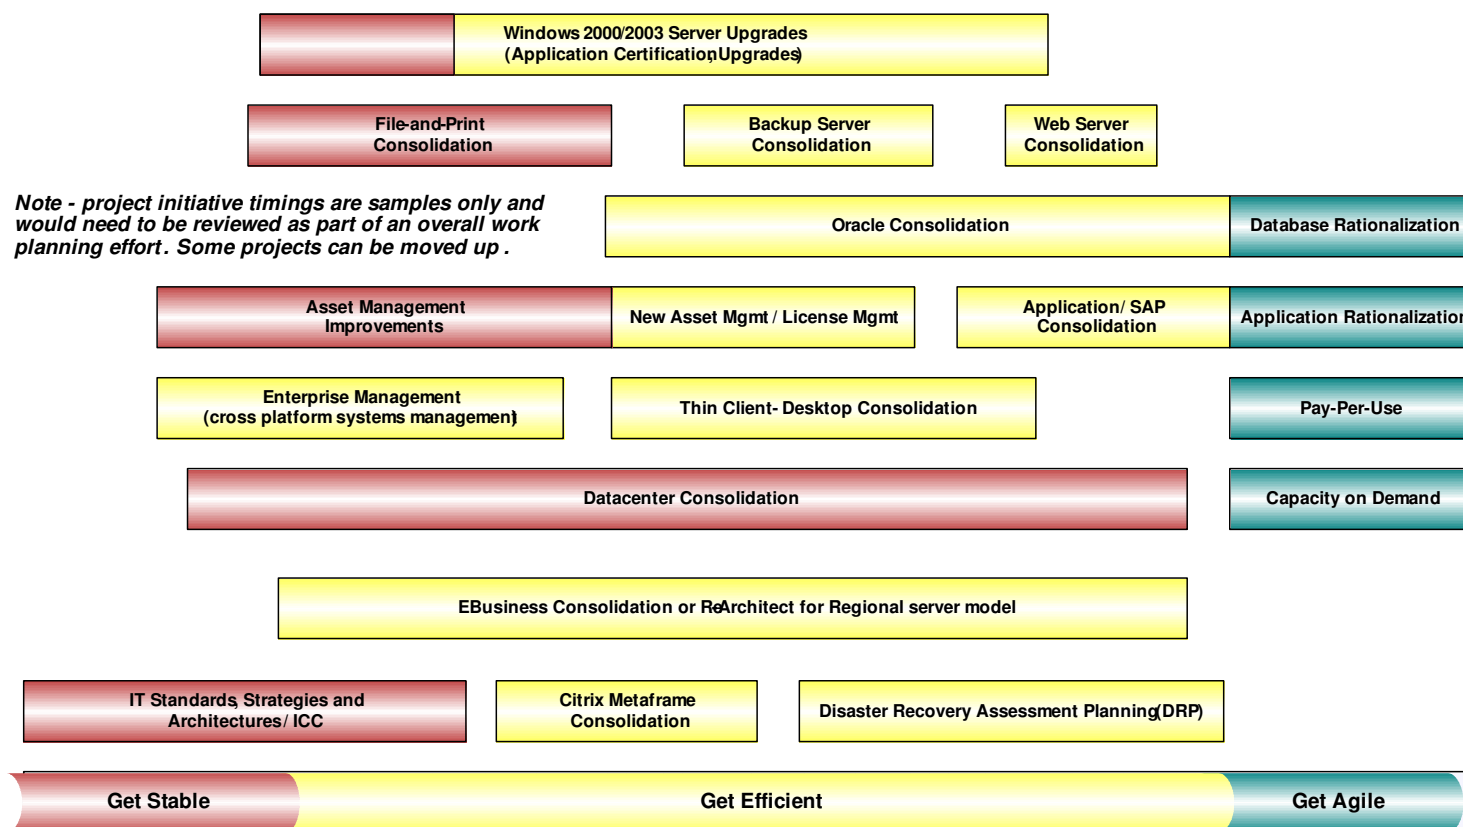 Windows 2000/2003 Server Upgrades
(Application Certification, Upgrades)
File-and-Print
Consolidation
Backup Server
Consolidation
Web Server
Consolidation
Note - project initiative timings are samples only and
would need to be reviewed as part of an overall work
planning effort. Some projects can be moved up.
Oracle Consolidation
Database Rationalization
Asset Management
Improvements
New Asset Mgmt / License Mgmt
Application/ SAP
Consolidation
Application Rationalization
Enterprise Management
(cross platform systems management)
Thin Client- Desktop Consolidation
Pay-Per-Use
Datacenter Consolidation
Capacity on Demand
EBusiness Consolidation or Re-Architect for Regional server model
IT Standards, Strategies and
Architectures/ ICC
Citrix Metaframe
Consolidation
Disaster Recovery Assessment Planning(DRP)
Get Stable
Get Efficient
Get Agile